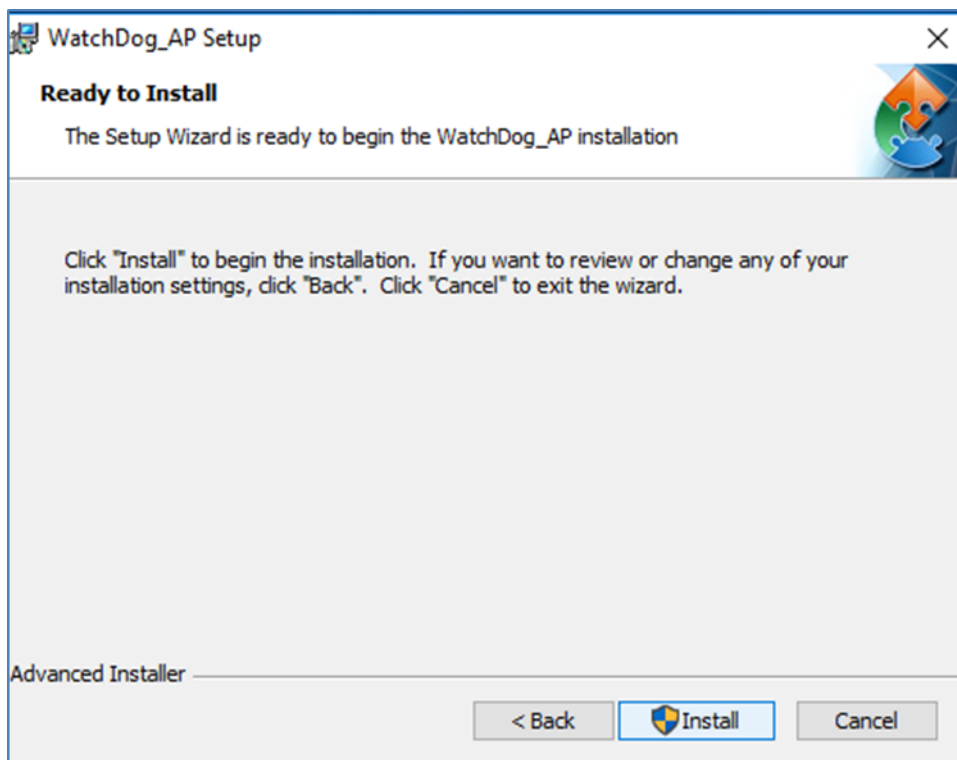 WatchDog_AP Setup
Ready to Install
The Setup Wizard is ready to begin the WatchDog_AP installation
Click "Install" to begin the installation.  If you want to review or change any of your
installation settings, click "Back".  Click "Cancel" to exit the wizard.
Advanced Installer
< Back
Install
Cancel